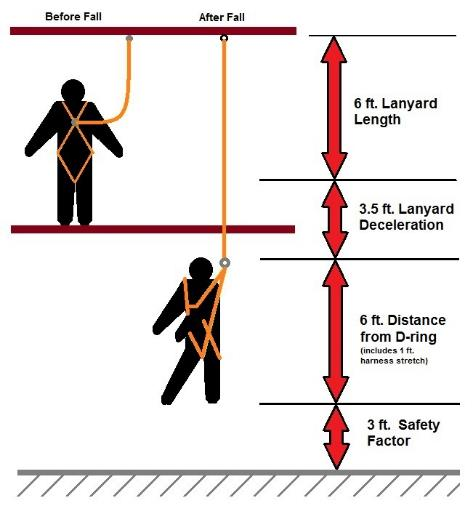 Before Fall
After Fall
6 ft. Lanyard
Length
3.5 ft. Lanyard
Deceleration
6 ft. Distance
from D-ring
(includes 1 ft.
harness stretch)
3 ft. Safety
Factor